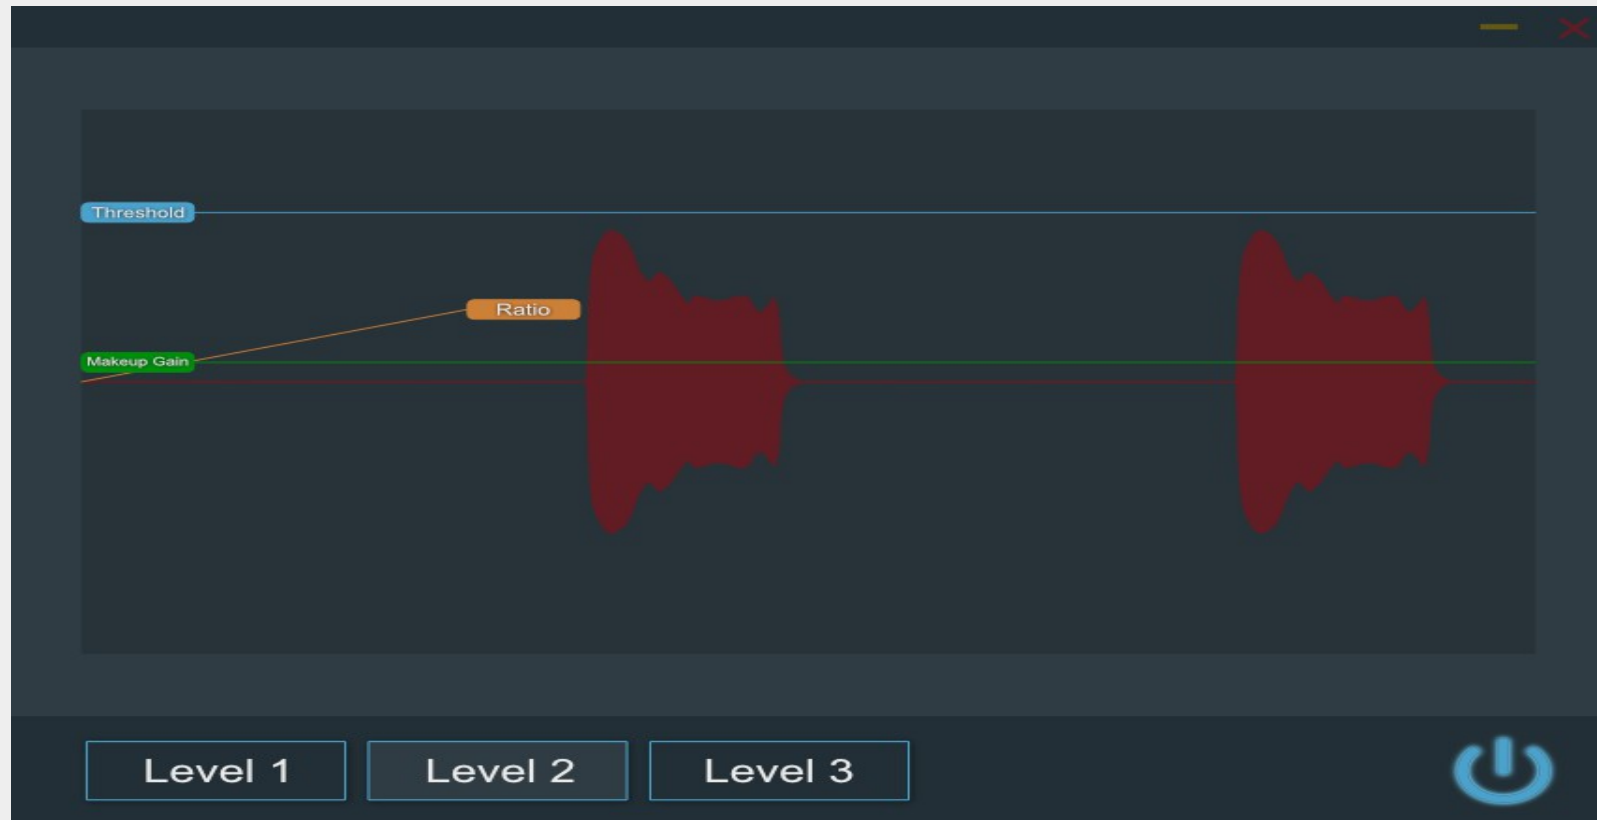 Threshold
Ratio
Makeup Gain
Level 1
Level 2
Level 3